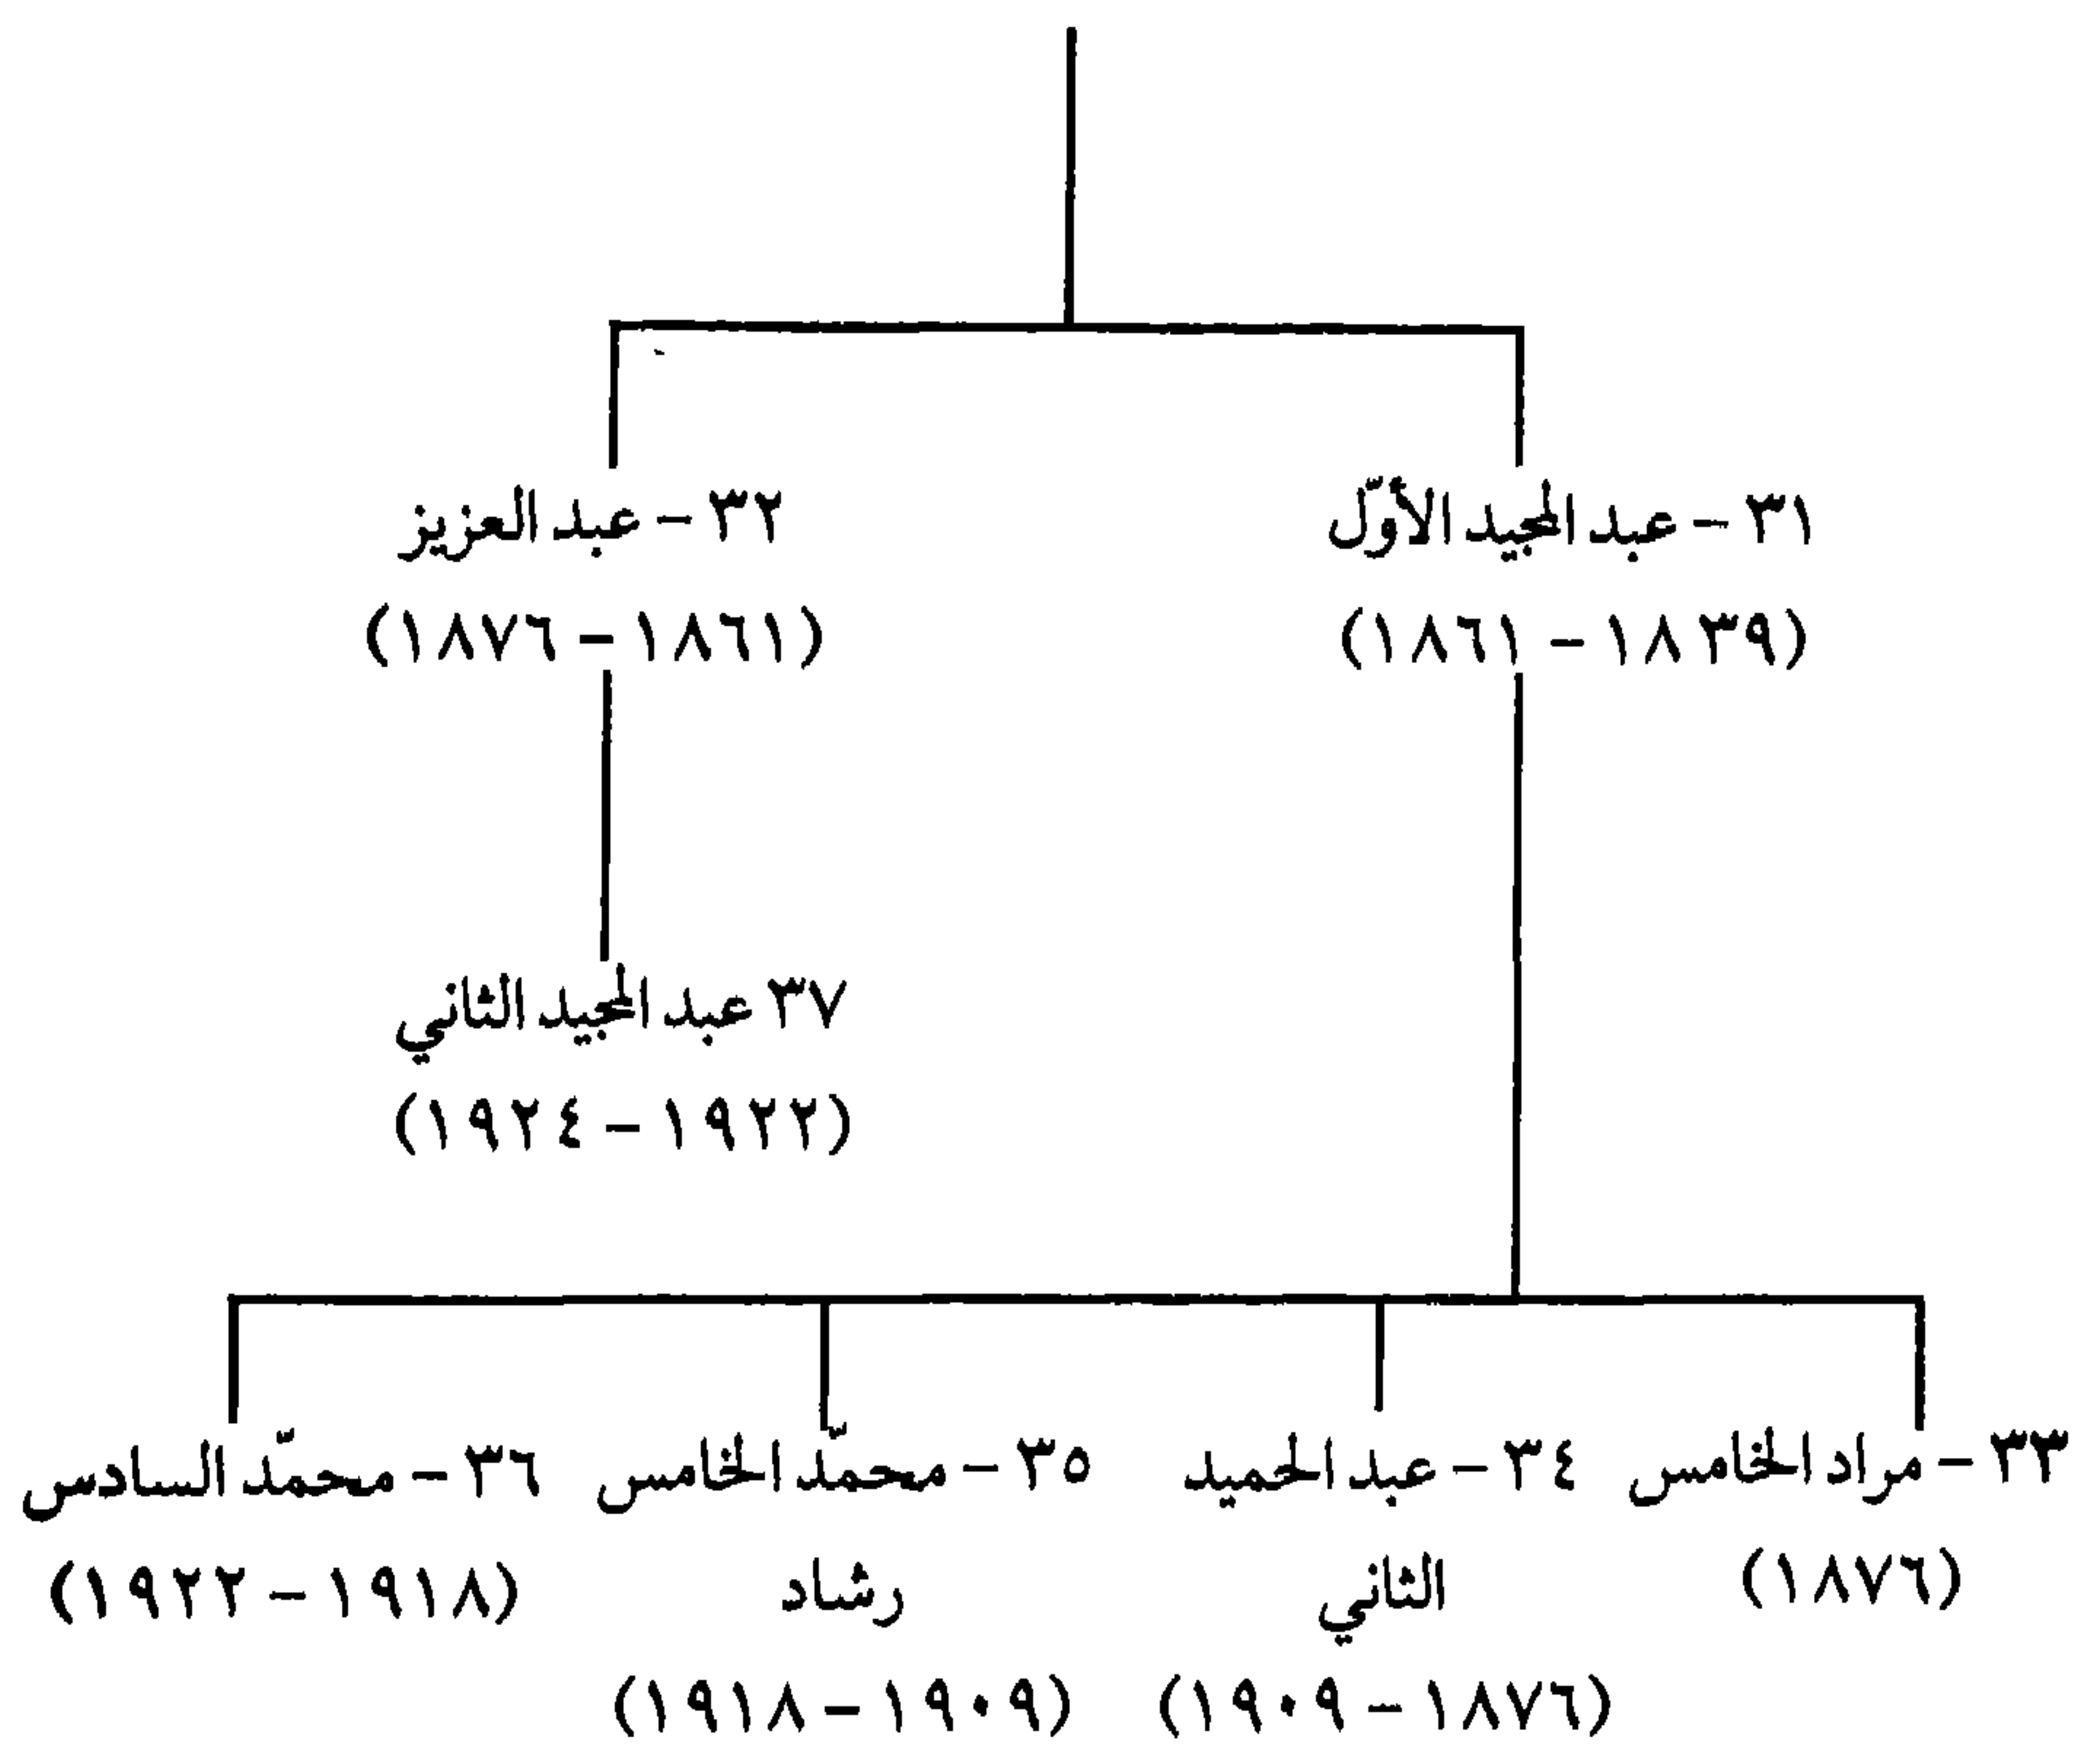 ٣١ – عبد المجيد الأوّل
(١٨٣٩ – ١٨٦١)
٣٢ – عبد العزيز
(١٨٦١ – ١٨٧٦)
٣٧ عبد المجيد الثاني
(١٩٢٢ – ١٩٢٤)
٣٣ – مراد الخامس
(١٨٧٦)
٣٤ – عبد الحميد
الثاني
(١٨٧٦ – ١٩٠٩)
٣٥ – محمّد الخامس
رشاد
(١٩٠٩ – ١٩١٨)
٣٦ – محمّد السادس
(١٩١٨ – ١٩٢٢)